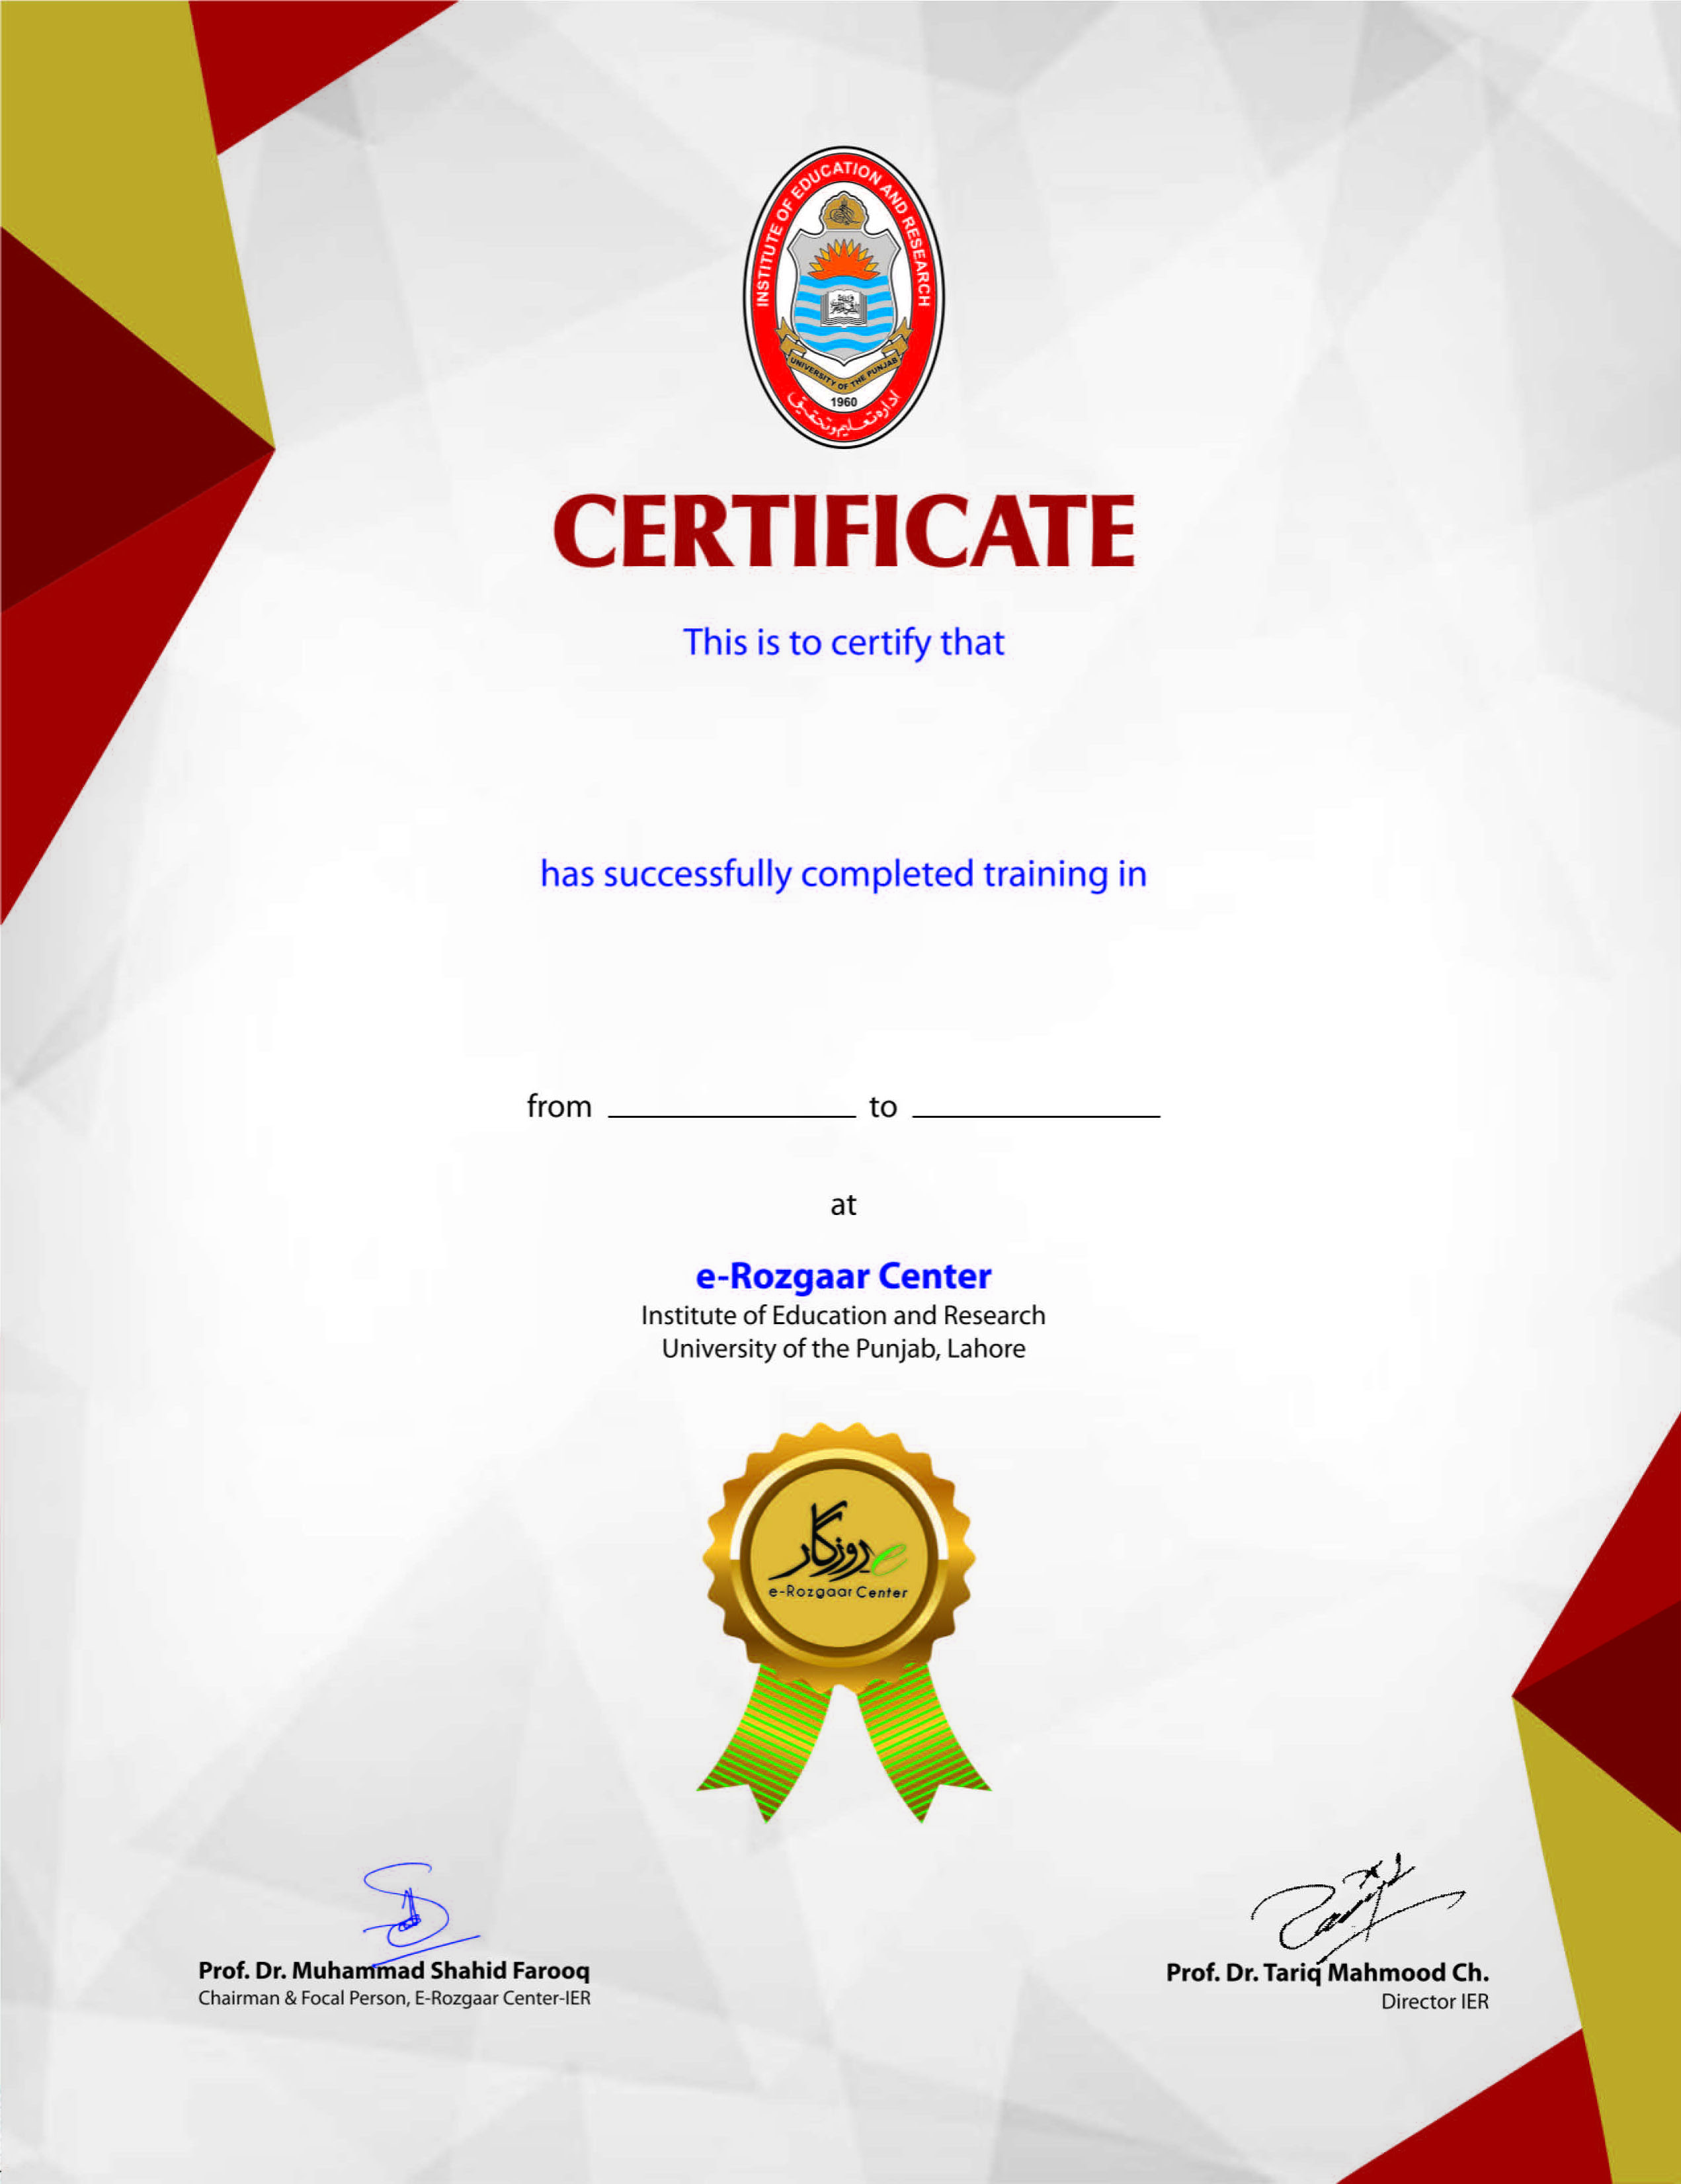 INSTITUTE OF EDUCATION AND RESEARCH
UNIVERSITY OF THE PUNJAB
1960
ادارہ تعلیم و تحقیق
CERTIFICATE
This is to certify that
has successfully completed training in
from ____________ to ____________
at
e-Rozgaar Center
Institute of Education and Research
University of the Punjab, Lahore
e روزگار
e-Rozgaar Center
Prof. Dr. Muhammad Shahid Farooq
Chairman & Focal Person, E-Rozgaar Center-IER
Prof. Dr. Tariq Mahmood Ch.
Director IER